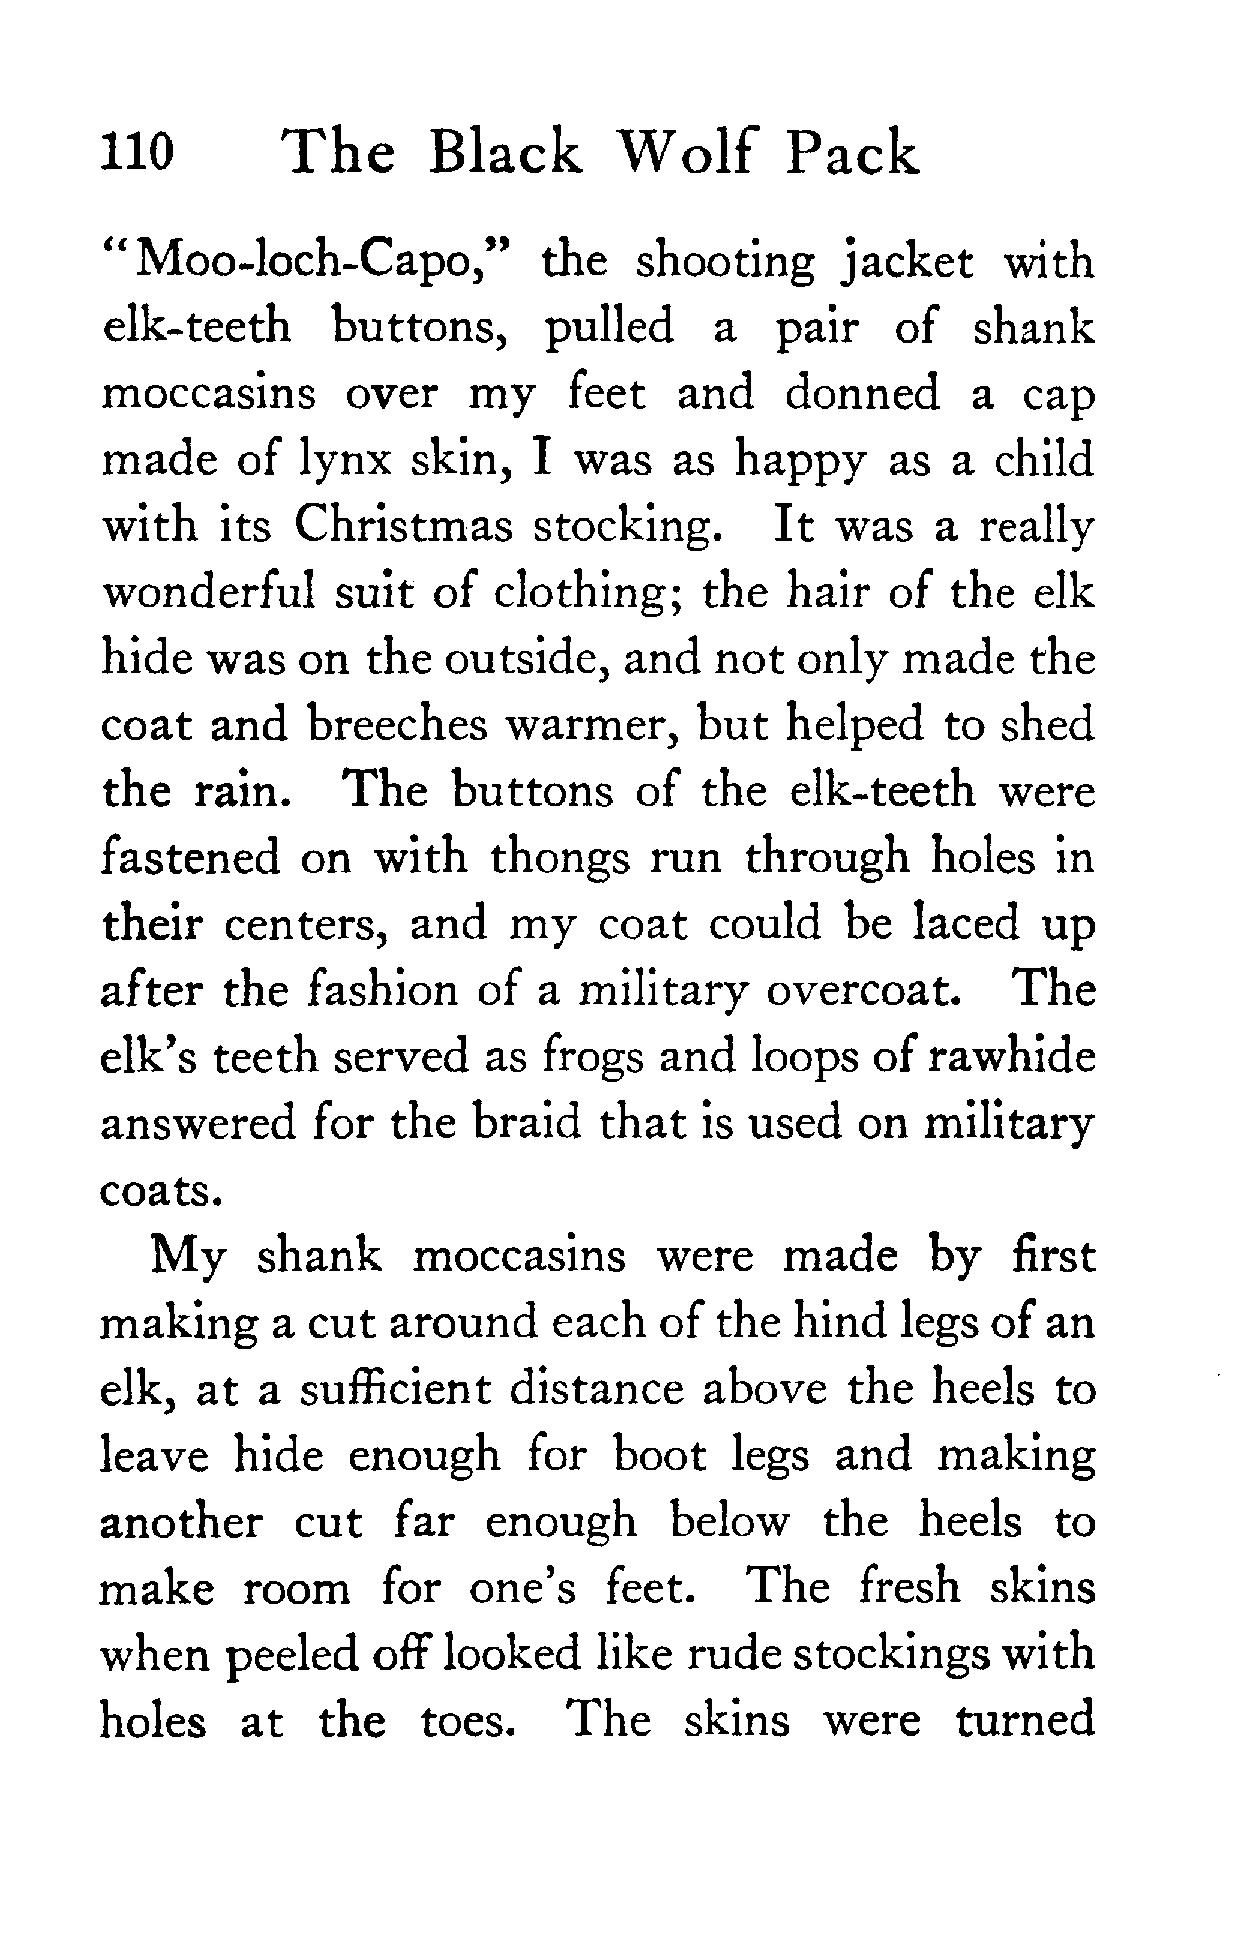 110 The Black Wolf Pack
“Moo-loch-Capo,” the shooting jacket with
elk-teeth buttons, pulled a pair of shank
moccasins over my feet and donned a cap
made of lynx skin, I was as happy as a child
with its Christmas stocking. It was a really
wonderful suit of clothing; the hair of the elk
hide was on the outside, and not only made the
coat and breeches warmer, but helped to shed
the rain. The buttons of the elk-teeth were
fastened on with thongs run through holes in
their centers, and my coat could be laced up
after the fashion of a military overcoat. The
elk’s teeth served as frogs and loops of rawhide
answered for the braid that is used on military
coats.
My shank moccasins were made by first
making a cut around each of the hind legs of an
elk, at a sufficient distance above the heels to
leave hide enough for boot legs and making
another cut far enough below the heels to
make room for one’s feet. The fresh skins
when peeled off looked like rude stockings with
holes at the toes. The skins were turned